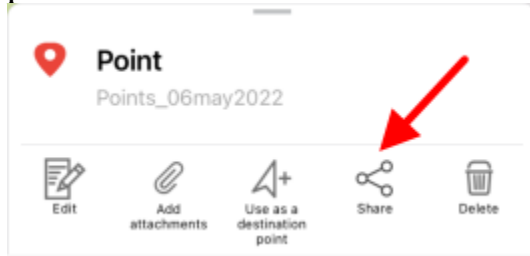 Point
Points_06may2022
Edit
Add
attachments
Use as a
destination
point
Share
Delete